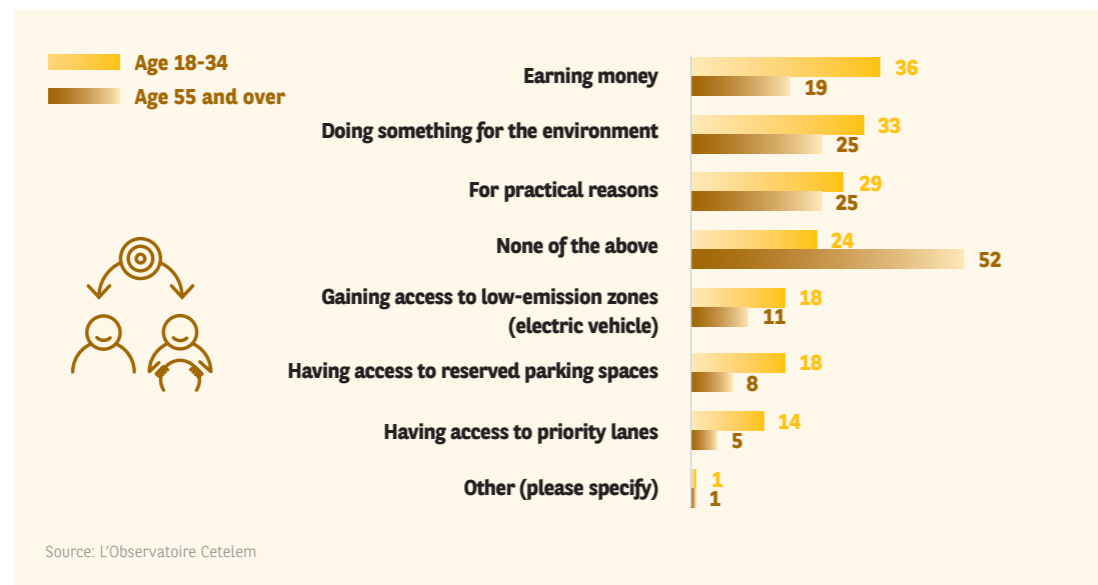 Age 18-34
Age 55 and over
Earning money
36
19
Doing something for the environment
33
25
For practical reasons
29
25
None of the above
24
52
Gaining access to low-emission zones
(electric vehicle)
18
11
Having access to reserved parking spaces
18
8
Having access to priority lanes
14
5
Other (please specify)
1
1
Source: L'Observatoire Cetelem